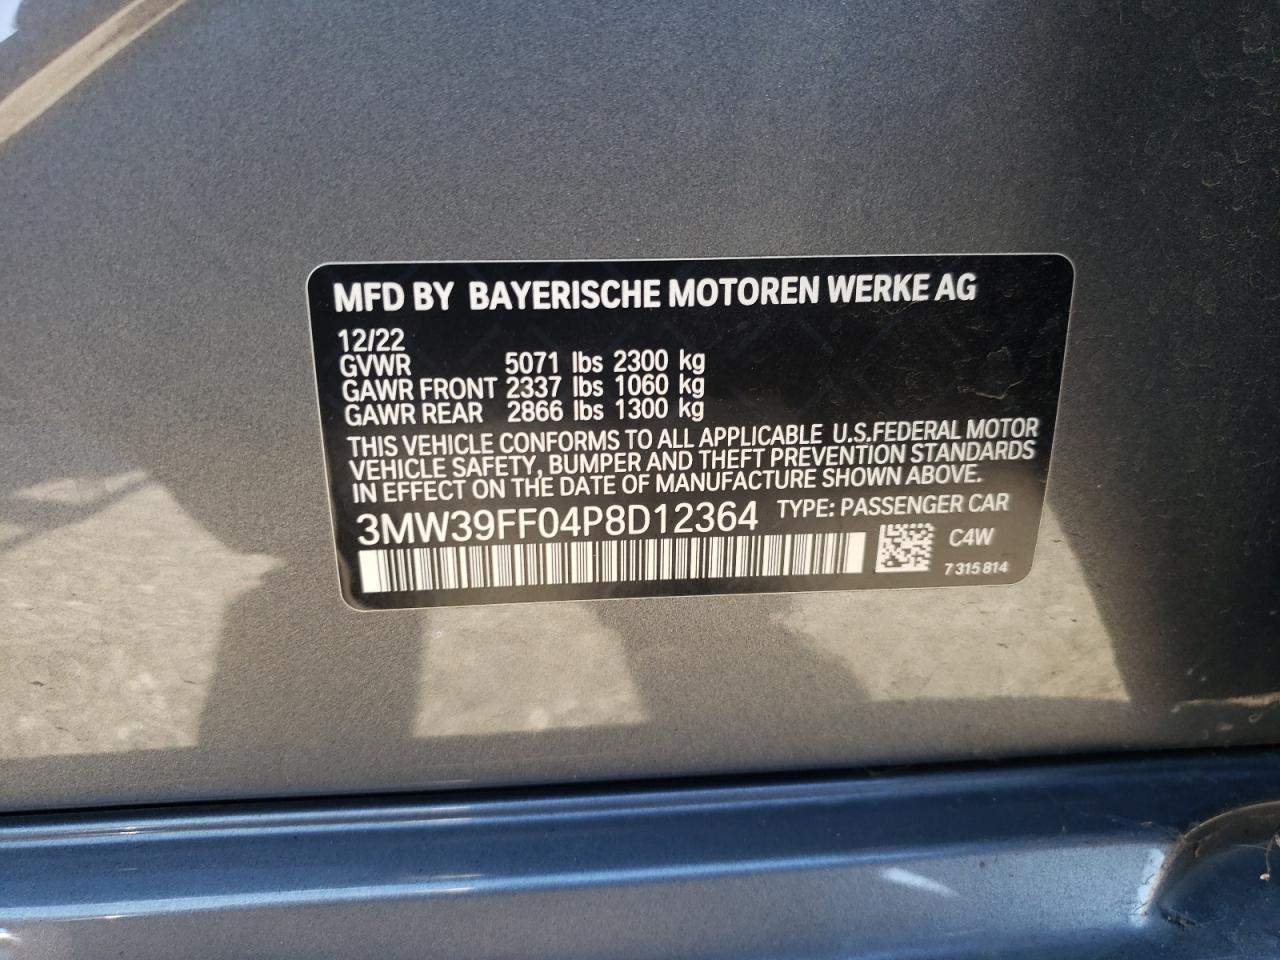 MFD BY BAYERISCHE MOTOREN WERKE AG
12/22
GVWR 5071 lbs 2300 kg
GAWR FRONT 2337 lbs 1060 kg
GAWR REAR 2866 lbs 1300 kg
THIS VEHICLE CONFORMS TO ALL APPLICABLE U.S.FEDERAL MOTOR
VEHICLE SAFETY, BUMPER AND THEFT PREVENTION STANDARDS
IN EFFECT ON THE DATE OF MANUFACTURE SHOWN ABOVE.
3MW39FF04P8D12364 TYPE: PASSENGER CAR
C4W
7 315 814